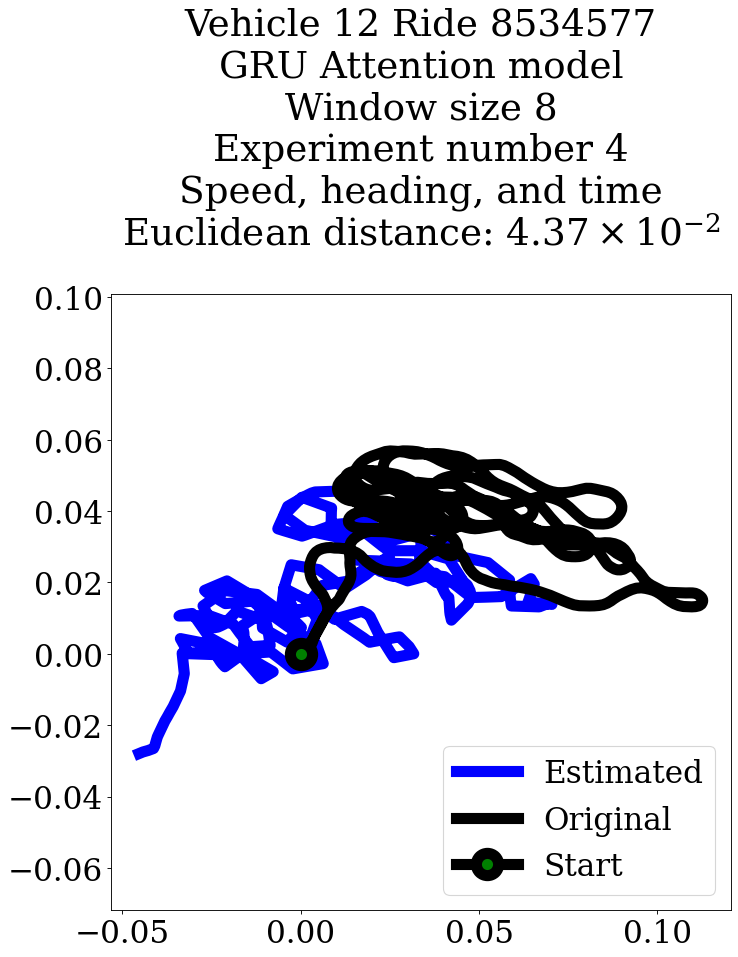 Vehicle 12 Ride 8534577
GRU Attention model
Window size 8
Experiment number 4
Speed, heading, and time
Euclidean distance: 4.37 × 10⁻²
0.10
0.08
0.06
0.04
0.02
0.00
−0.02
−0.04
−0.06
Estimated
Original
Start
−0.05 0.00 0.05 0.10